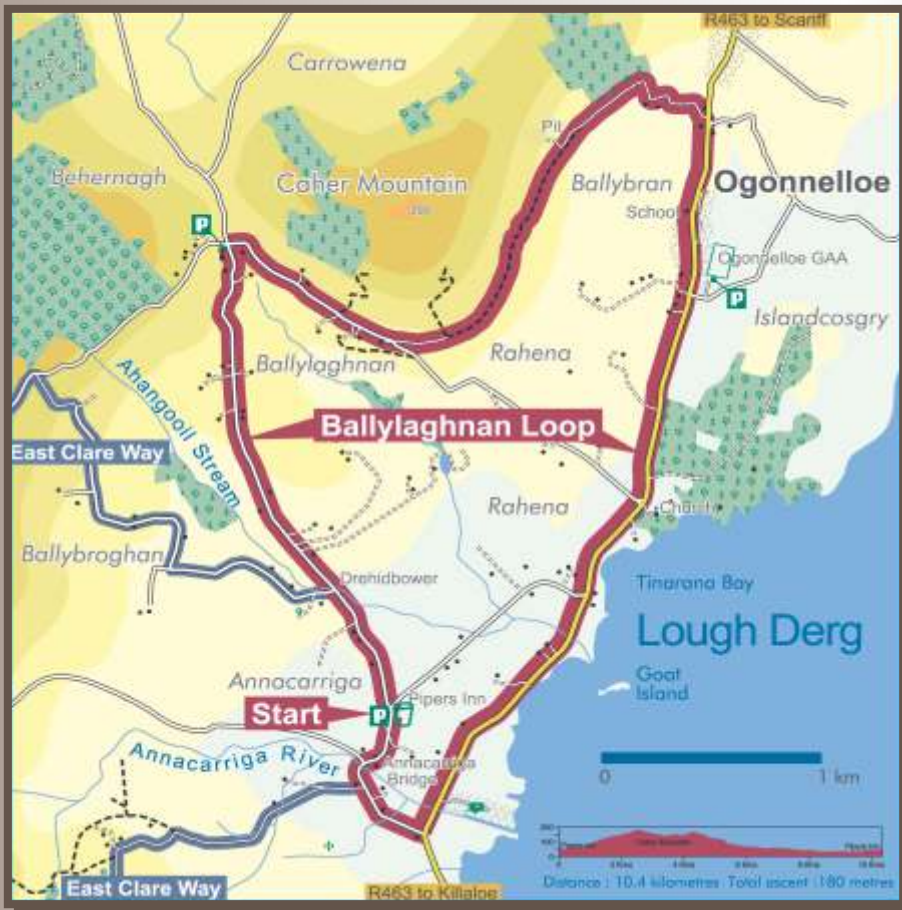 R463 to Scariff
Carrowena
Pil
Behernagh
Caher Mountain
Ballybran
Ogonnelloe
P
School
Ogonnelloe GAA
P
Islandcosgry
Ballylaghnan
Rahena
Ahangooil Stream
Ballylaghnan Loop
East Clare Way
Rahena
Ballybroghan
Drehidbower
Tinarana Bay
Lough Derg
Annacarriga
Goat
Island
Pipers Inn
Start
P
Annacarriga River
Annacarriga
Bridge
0
1 km
Distance : 10.4 kilometres Total ascent :180 metres
East Clare Way
R463 to Killaloe